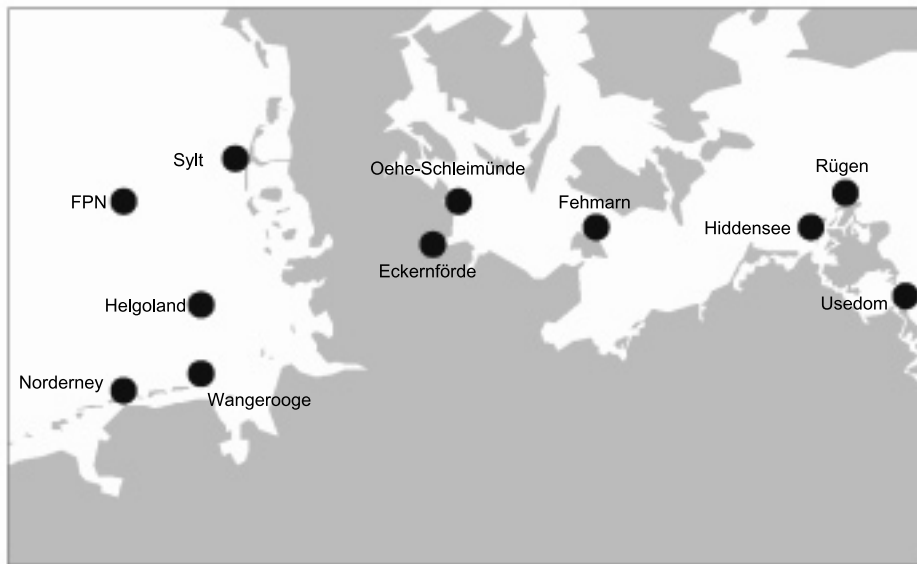 Sylt
Oehe-Schleimünde
Rügen
FPN
Fehmarn
Hiddensee
Eckernförde
Helgoland
Usedom
Norderney
Wangerooge